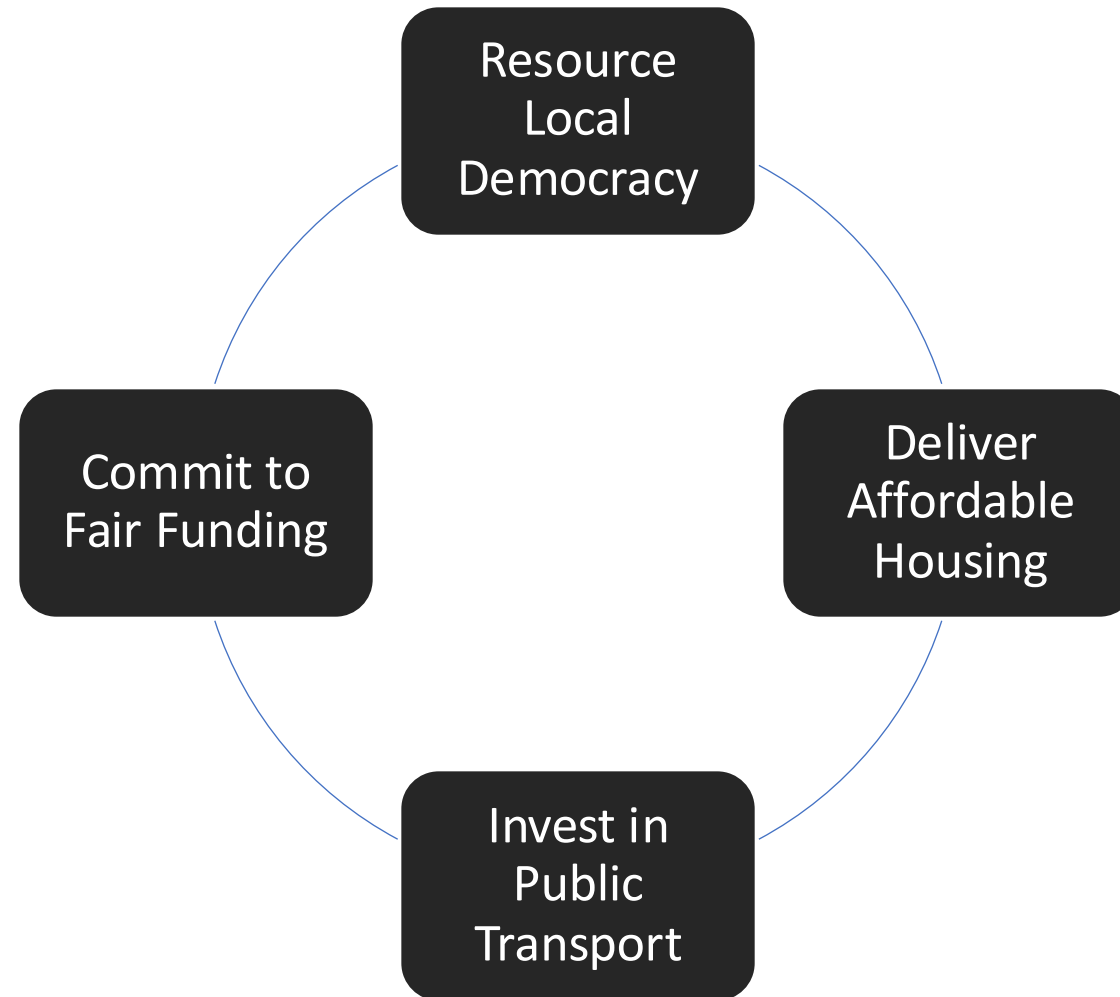 Resource
Local
Democracy
Deliver
Affordable
Housing
Invest in
Public
Transport
Commit to
Fair Funding